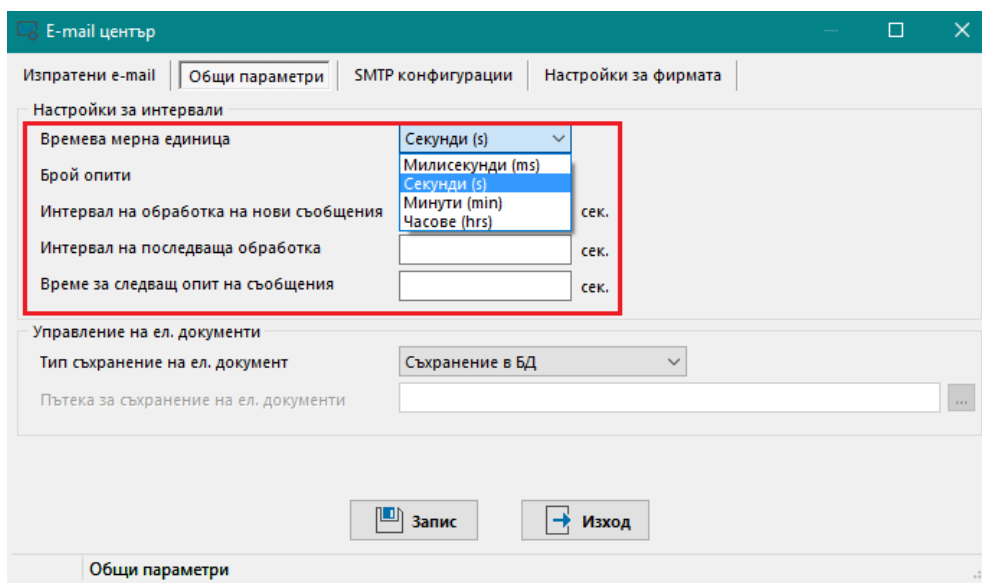 E-mail център
Изпратени e-mail Общи параметри SMTP конфигурации Настройки за фирмата
Настройки за интервали
Времева мерна единица Секунди (s)
Милисекунди (ms)
Брой опити Секунди (s)
Минути (min)
Интервал на обработка на нови съобщения Часове (hrs) сек.
Интервал на последваща обработка сек.
Време за следващ опит на съобщения сек.
Управление на ел. документи
Тип съхранение на ел. документ Съхранение в БД
Пътека за съхранение на ел. документи ...
Запис Изход
Общи параметри